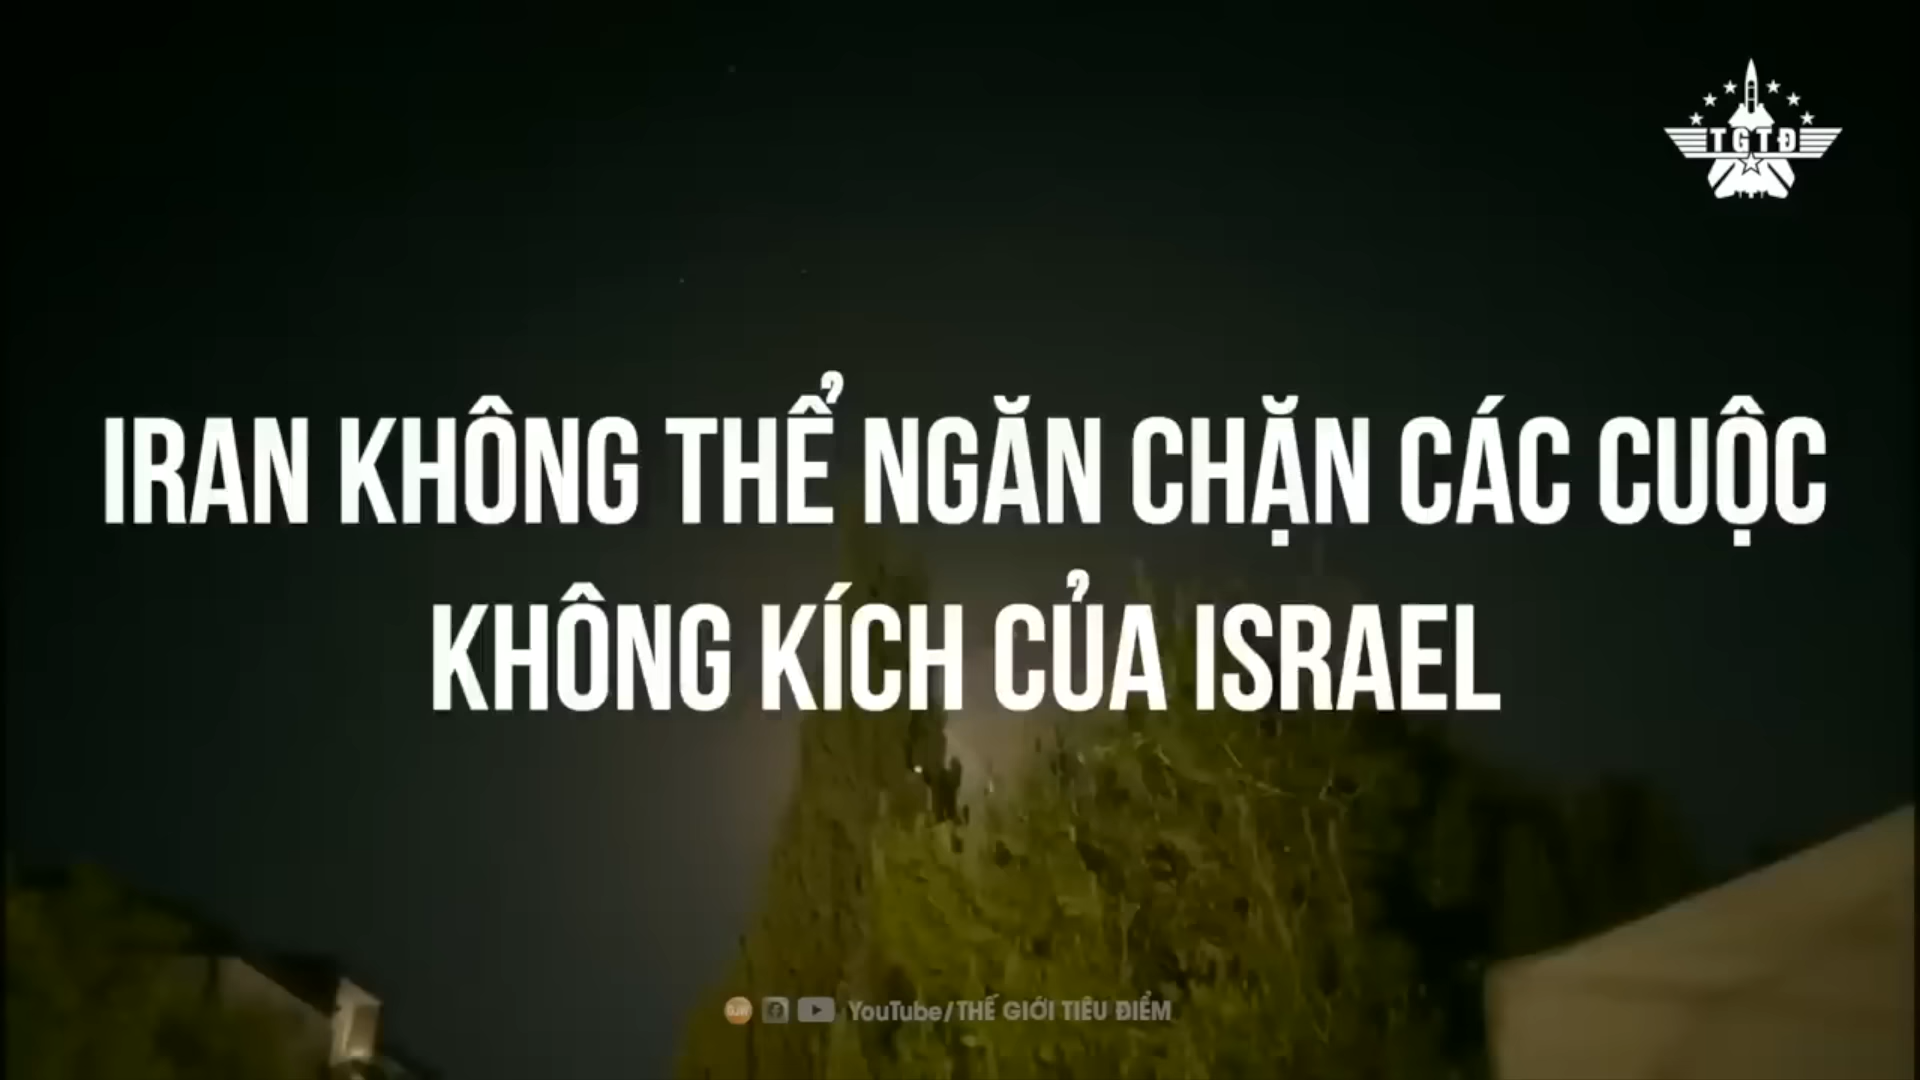 TGTĐ
IRAN KHÔNG THỂ NGĂN CHẶN CÁC CUỘC
KHÔNG KÍCH CỦA ISRAEL
YouTube/THẾ GIỚI TIÊU ĐIỂM